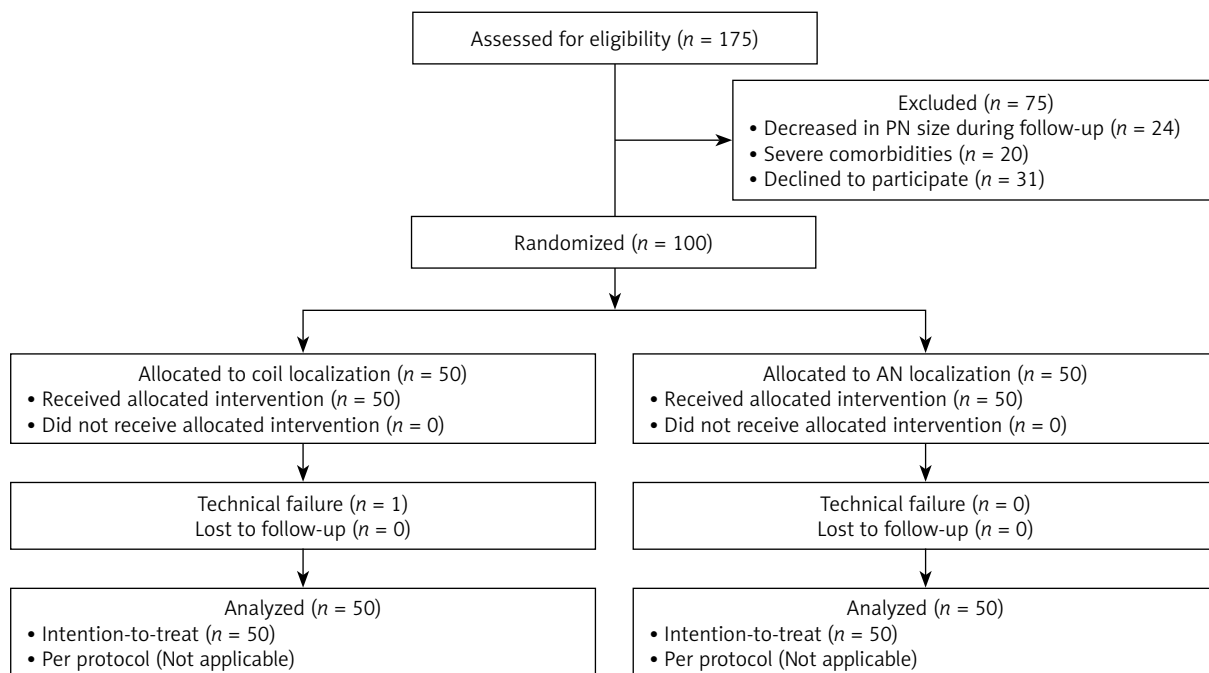 Assessed for eligibility (n = 175)
Excluded (n = 75)
• Decreased in PN size during follow-up (n = 24)
• Severe comorbidities (n = 20)
• Declined to participate (n = 31)
Randomized (n = 100)
Allocated to coil localization (n = 50)
• Received allocated intervention (n = 50)
• Did not receive allocated intervention (n = 0)
Allocated to AN localization (n = 50)
• Received allocated intervention (n = 50)
• Did not receive allocated intervention (n = 0)
Technical failure (n = 1)
Lost to follow-up (n = 0)
Technical failure (n = 0)
Lost to follow-up (n = 0)
Analyzed (n = 50)
• Intention-to-treat (n = 50)
• Per protocol (Not applicable)
Analyzed (n = 50)
• Intention-to-treat (n = 50)
• Per protocol (Not applicable)